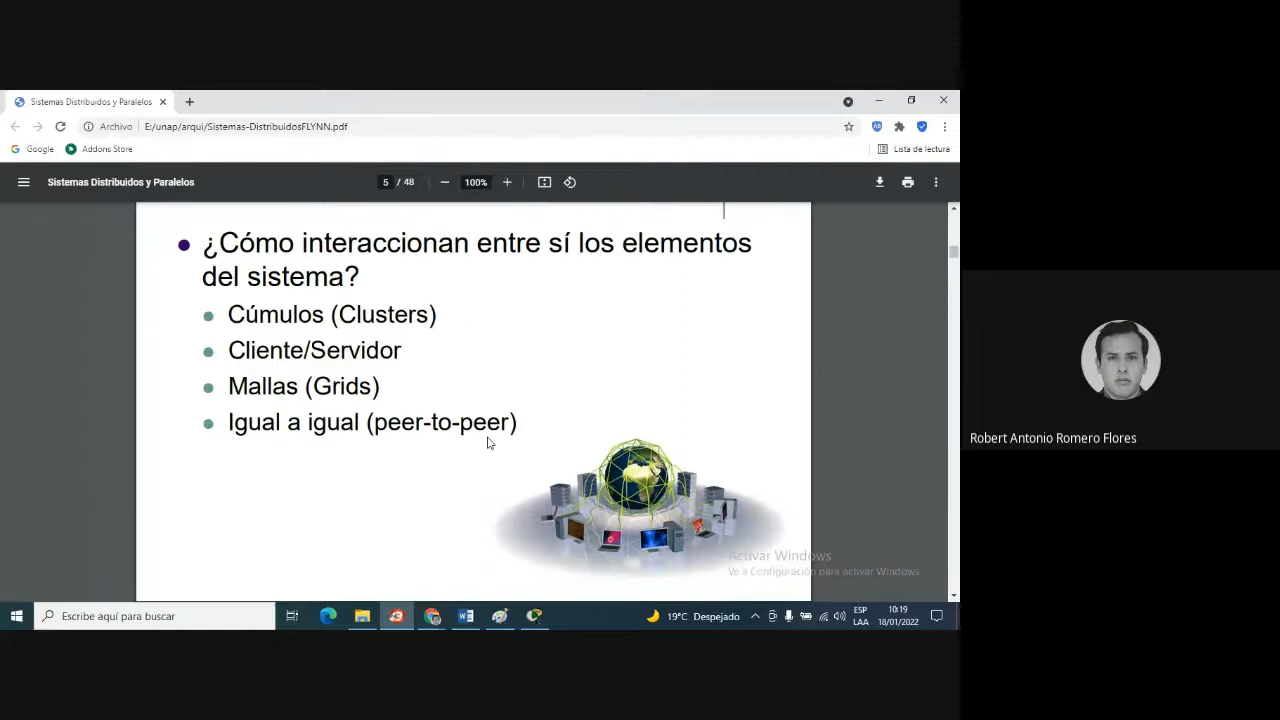 Sistemas Distribuidos y Paralelos
Archivo E:/unap/arqui/Sistemas-DistribuidosFLYNN.pdf
Google Addons Store Lista de lectura
Sistemas Distribuidos y Paralelos 5 / 48 100%
¿Cómo interaccionan entre sí los elementos
del sistema?
Cúmulos (Clusters)
Cliente/Servidor
Mallas (Grids)
Igual a igual (peer-to-peer)
Robert Antonio Romero Flores
Activar Windows
Ve a Configuración para activar Windows
Escribe aquí para buscar
19°C Despejado
ESP
LAA
10:19
18/01/2022